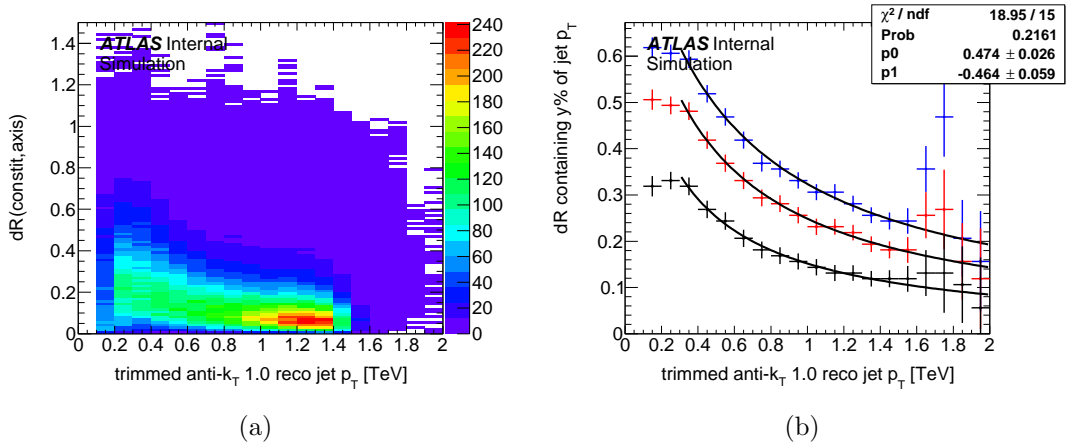 ATLAS Internal
Simulation
dR(constit,axis)
1.4
1.2
1
0.8
0.6
0.4
0.2
0
0 0.2 0.4 0.6 0.8 1 1.2 1.4 1.6 1.8 2
trimmed anti-k_T 1.0 reco jet p_T [TeV]
240
220
200
180
160
140
120
100
80
60
40
20
0
(a)
χ² / ndf 18.95 / 15
Prob 0.2161
p0 0.474 ± 0.026
p1 -0.464 ± 0.059
ATLAS Internal
Simulation
dR containing y% of jet p_T
0.6
0.5
0.4
0.3
0.2
0.1
0
0 0.2 0.4 0.6 0.8 1 1.2 1.4 1.6 1.8 2
trimmed anti-k_T 1.0 reco jet p_T [TeV]
(b)